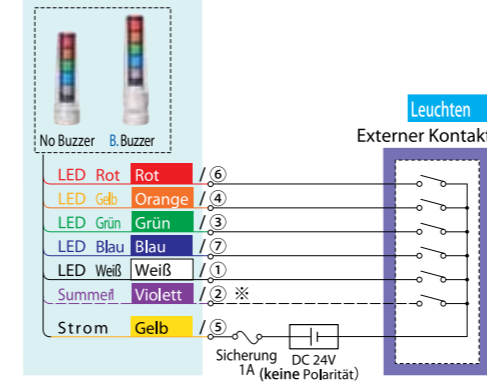 No Buzzer B. Buzzer
Leuchten
Externer Kontakt
LED Rot Rot / ⑥
LED Gelb Orange / ④
LED Grün Grün / ③
LED Blau Blau / ⑦
LED Weiß Weiß / ①
Summerl Violett / ② ※
Strom Gelb / ⑤
Sicherung
1A
DC 24V
(keine Polarität)